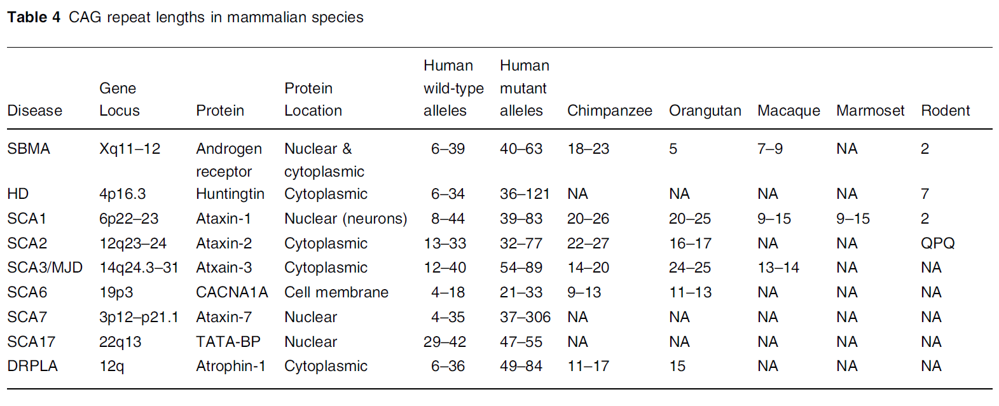 Table 4 CAG repeat lengths in mammalian species
Human Human
Gene Protein wild-type mutant
Disease Locus Protein Location alleles alleles Chimpanzee Orangutan Macaque Marmoset Rodent
SBMA Xq11–12 Androgen Nuclear & 6–39 40–63 18–23 5 7–9 NA 2
receptor cytoplasmic
HD 4p16.3 Huntingtin Cytoplasmic 6–34 36–121 NA NA NA NA 7
SCA1 6p22–23 Ataxin-1 Nuclear (neurons) 8–44 39–83 20–26 20–25 9–15 9–15 2
SCA2 12q23–24 Ataxin-2 Cytoplasmic 13–33 32–77 22–27 16–17 NA NA QPQ
SCA3/MJD 14q24.3–31 Atxain-3 Cytoplasmic 12–40 54–89 14–20 24–25 13–14 NA NA
SCA6 19p3 CACNA1A Cell membrane 4–18 21–33 9–13 11–13 NA NA NA
SCA7 3p12–p21.1 Ataxin-7 Nuclear 4–35 37–306 NA NA NA NA NA
SCA17 22q13 TATA-BP Nuclear 29–42 47–55 NA NA NA NA NA
DRPLA 12q Atrophin-1 Cytoplasmic 6–36 49–84 11–17 15 NA NA NA